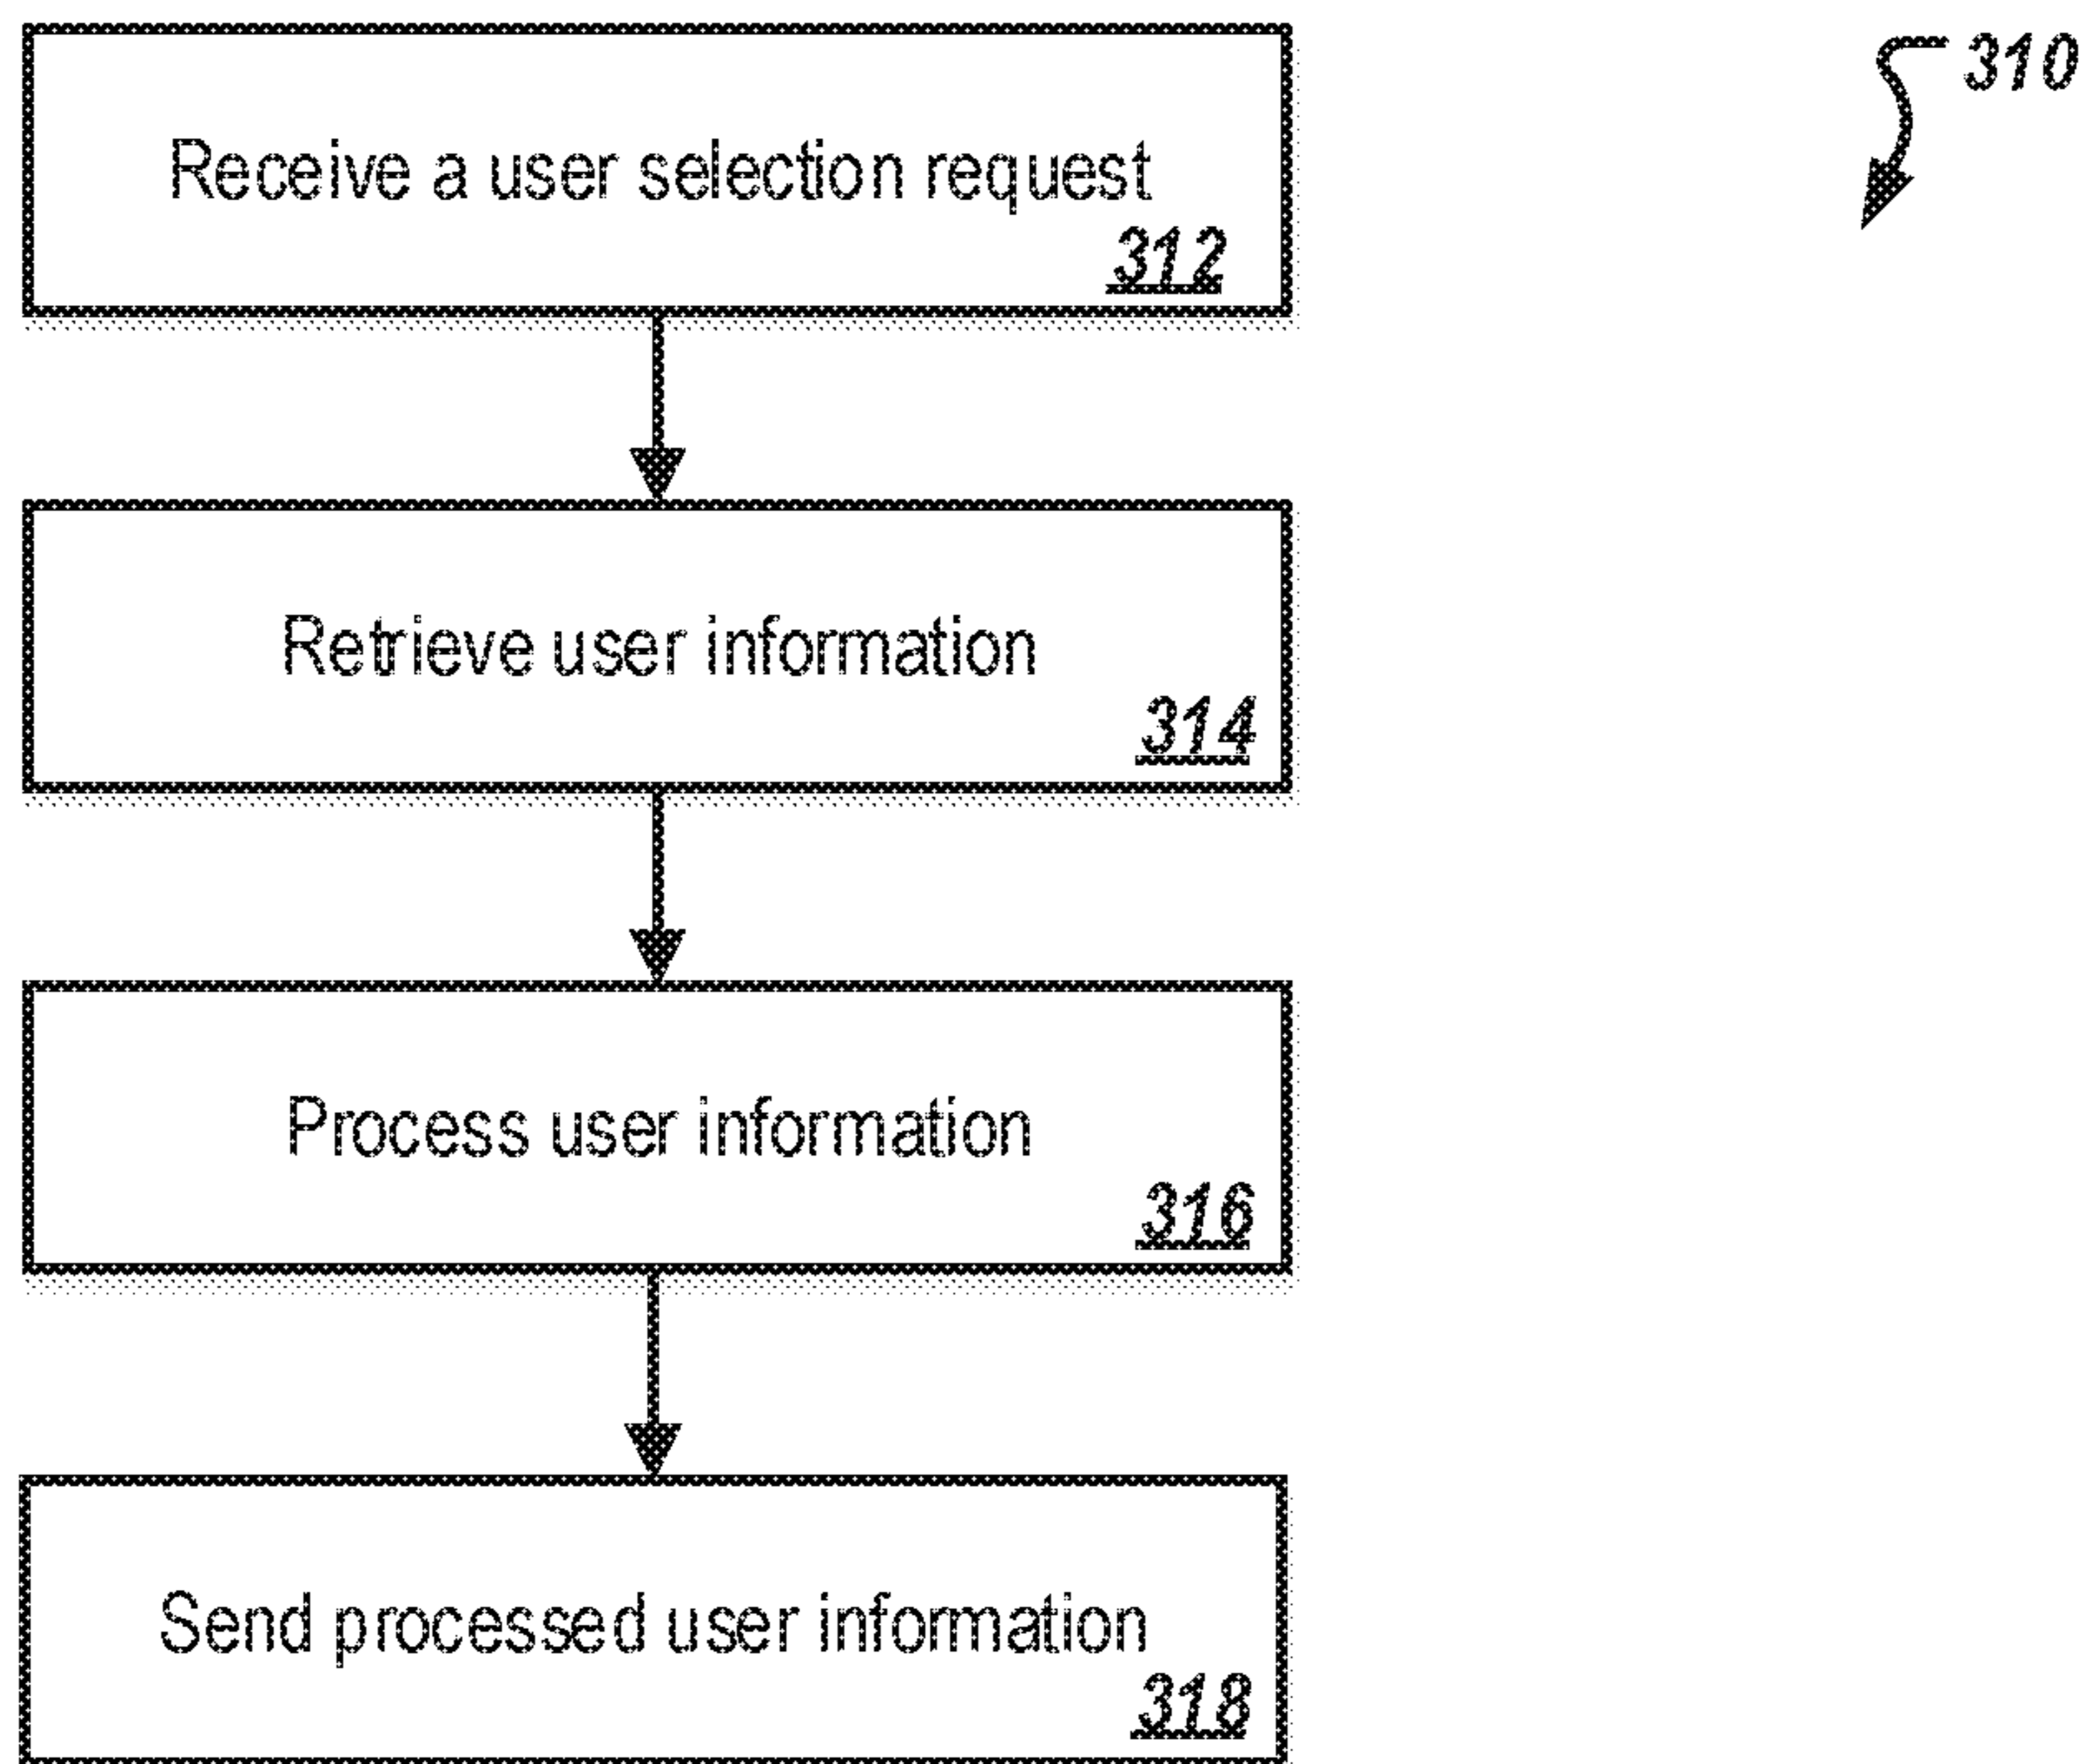 310
Receive a user selection request
312
Retrieve user information
314
Process user information
316
Send processed user information
318